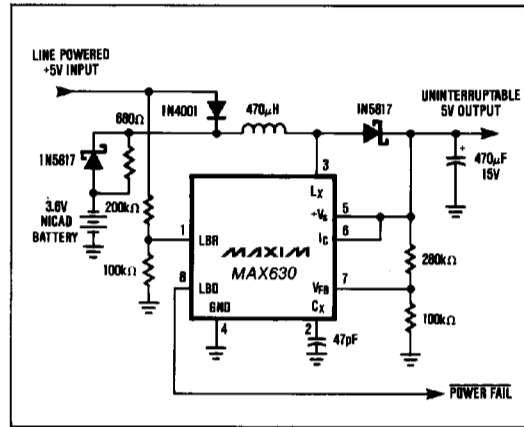 LINE POWERED
+5V INPUT
UNINTERRUPTABLE
5V OUTPUT
1N4001
470μH
1N5817
680Ω
1N5817
470μF
15V
3
LX
200kΩ
3.6V
NICAD
BATTERY
+VS
5
IC
6
1
LBR
MAXIM
MAX630
280kΩ
100kΩ
8
LBD
VFB
7
GND
CX
100kΩ
4
2
47pF
POWER FAIL